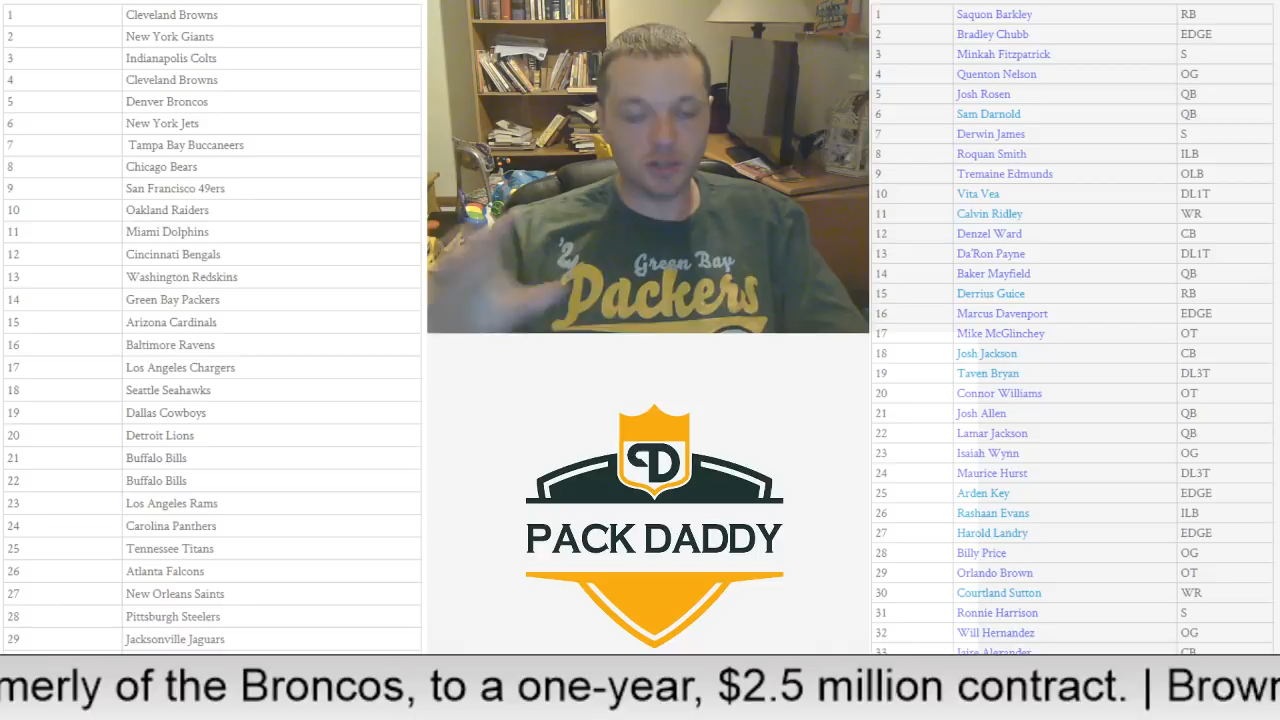 1 Cleveland Browns
2 New York Giants
3 Indianapolis Colts
4 Cleveland Browns
5 Denver Broncos
6 New York Jets
7 Tampa Bay Buccaneers
8 Chicago Bears
9 San Francisco 49ers
10 Oakland Raiders
11 Miami Dolphins
12 Cincinnati Bengals
13 Washington Redskins
14 Green Bay Packers
15 Arizona Cardinals
16 Baltimore Ravens
17 Los Angeles Chargers
18 Seattle Seahawks
19 Dallas Cowboys
20 Detroit Lions
21 Buffalo Bills
22 Buffalo Bills
23 Los Angeles Rams
24 Carolina Panthers
25 Tennessee Titans
26 Atlanta Falcons
27 New Orleans Saints
28 Pittsburgh Steelers
29 Jacksonville Jaguars
Green Bay
Packers
PD
PACK DADDY
1 Saquon Barkley RB
2 Bradley Chubb EDGE
3 Minkah Fitzpatrick S
4 Quenton Nelson OG
5 Josh Rosen QB
6 Sam Darnold QB
7 Derwin James S
8 Roquan Smith ILB
9 Tremaine Edmunds OLB
10 Vita Vea DL1T
11 Calvin Ridley WR
12 Denzel Ward CB
13 Da'Ron Payne DL1T
14 Baker Mayfield QB
15 Derrius Guice RB
16 Marcus Davenport EDGE
17 Mike McGlinchey OT
18 Josh Jackson CB
19 Taven Bryan DL3T
20 Connor Williams OT
21 Josh Allen QB
22 Lamar Jackson QB
23 Isaiah Wynn OG
24 Maurice Hurst DL3T
25 Arden Key EDGE
26 Rashaan Evans ILB
27 Harold Landry EDGE
28 Billy Price OG
29 Orlando Brown OT
30 Courtland Sutton WR
31 Ronnie Harrison S
32 Will Hernandez OG
33 Jaire Alexander CB
merly of the Broncos, to a one-year, $2.5 million contract. | Brown